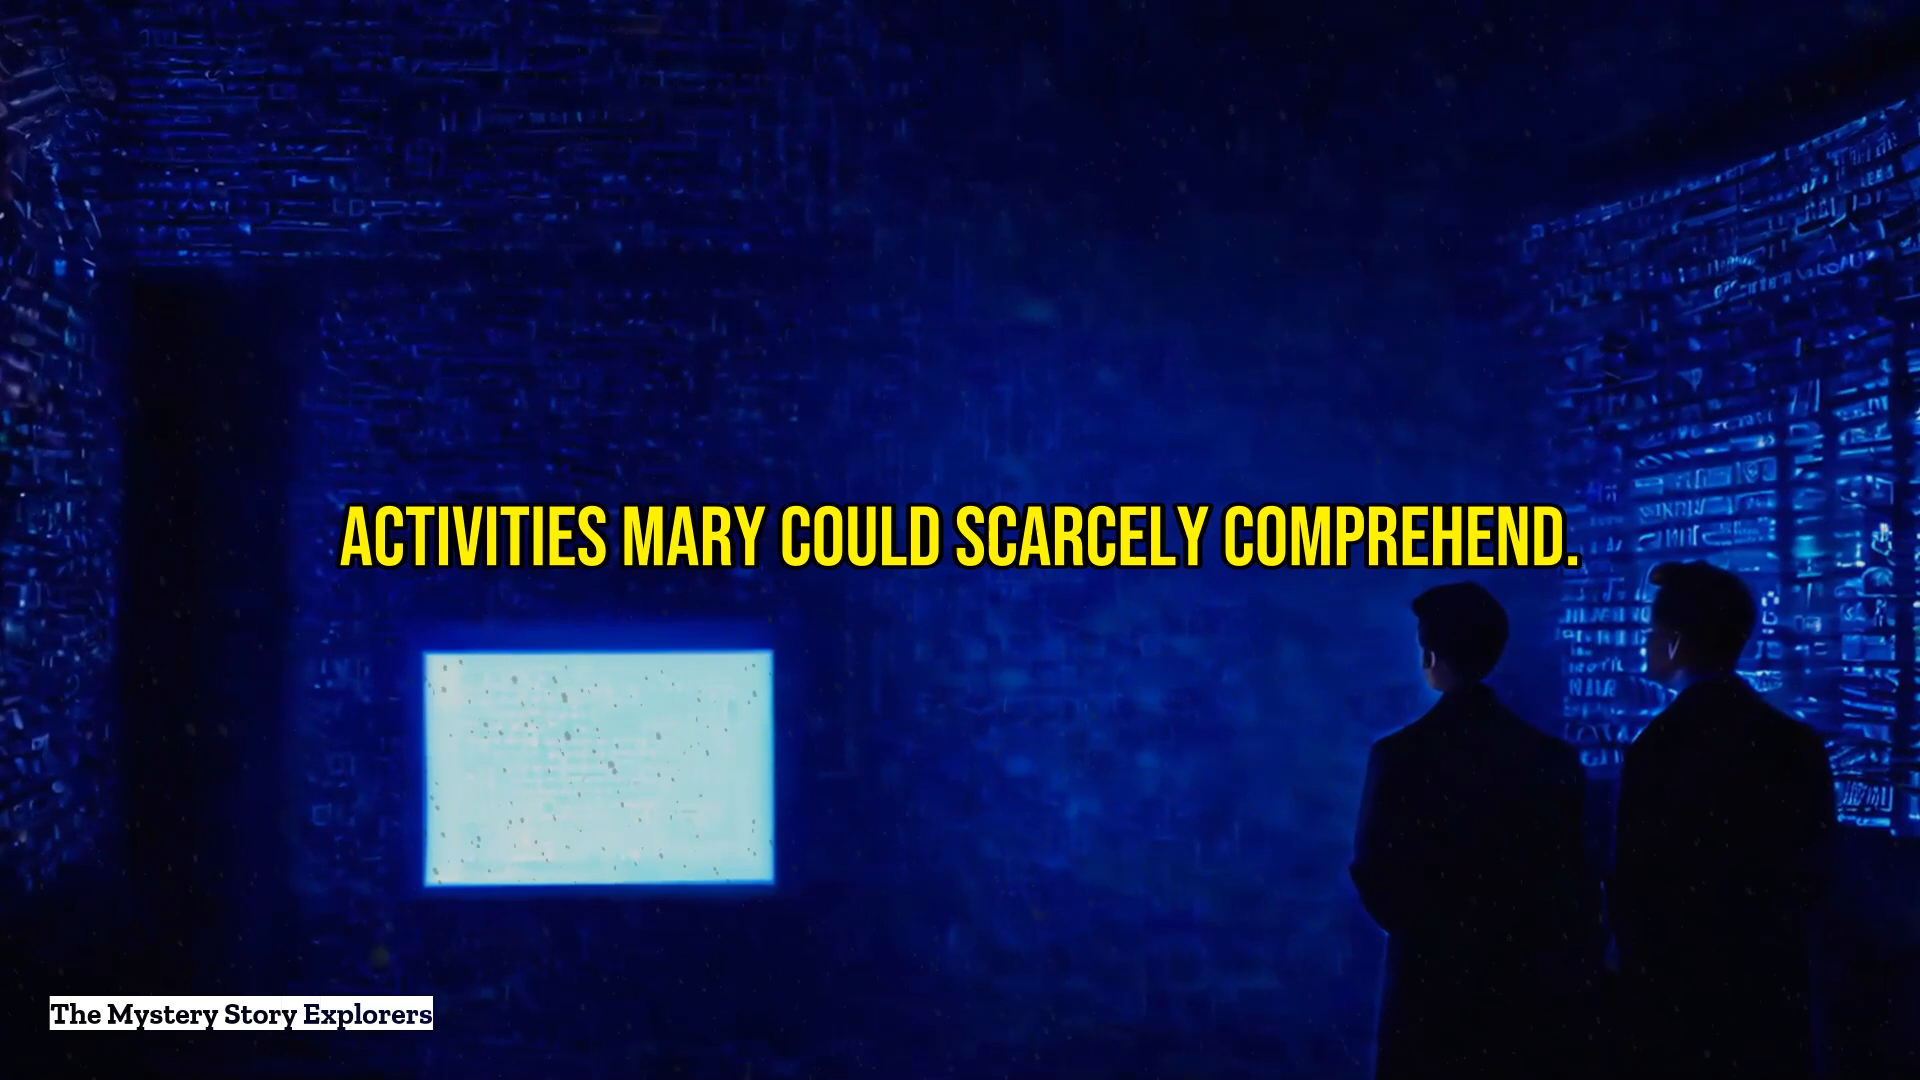 ACTIVITIES MARY COULD SCARCELY COMPREHEND.
The Mystery Story Explorers